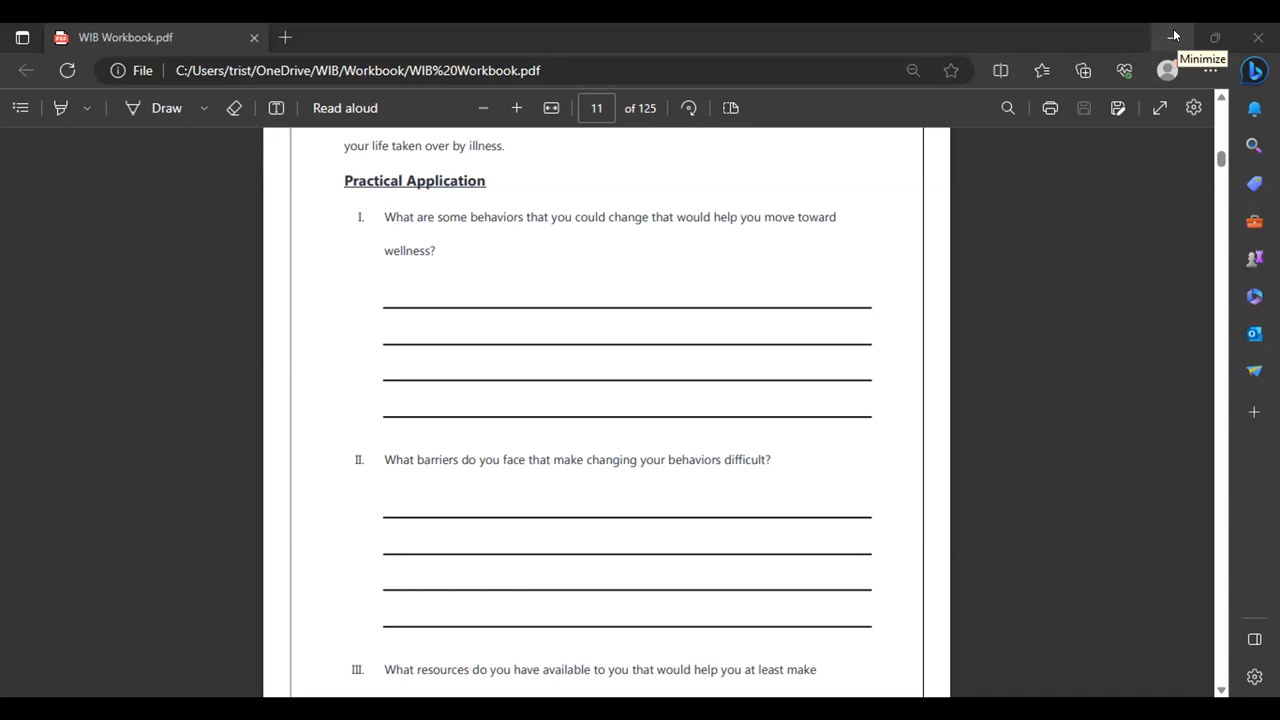 WIB Workbook.pdf
Minimize
File
C:/Users/trist/OneDrive/WIB/Workbook/WIB%20Workbook.pdf
Draw
Read aloud
11
of 125
your life taken over by illness.
Practical Application
I. What are some behaviors that you could change that would help you move toward
wellness?
II. What barriers do you face that make changing your behaviors difficult?
III. What resources do you have available to you that would help you at least make